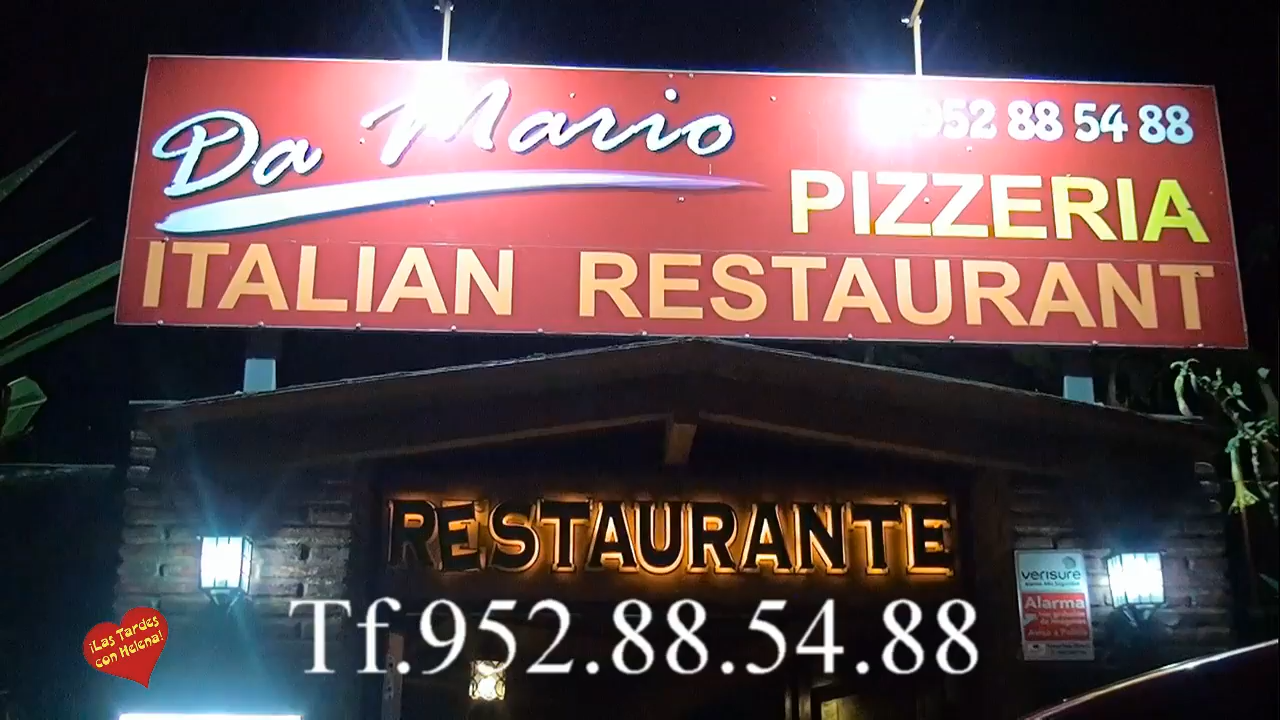 Da Mario
952 88 54 88
PIZZERIA
ITALIAN RESTAURANT
RESTAURANTE
verisure
Alarma
Tf.952.88.54.88
¡Las Tardes
con Helena!